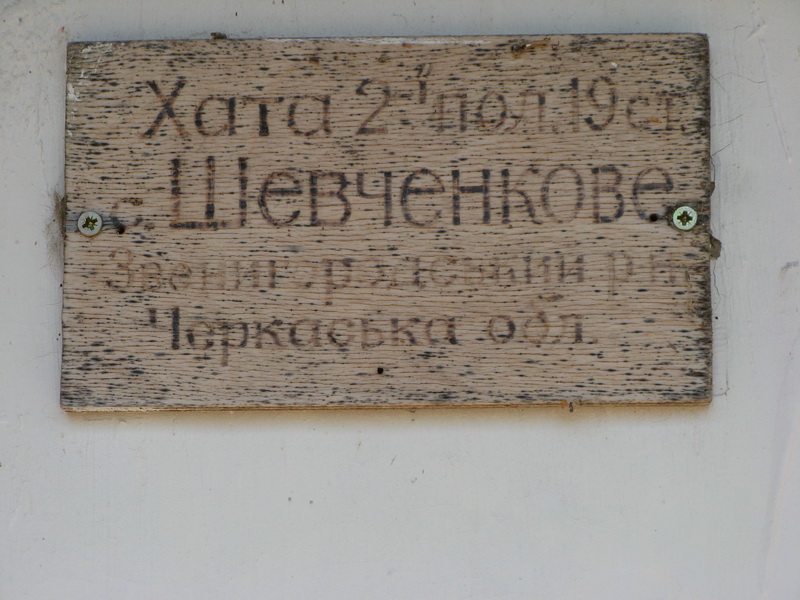 Хата 2-ї пол. 19 ст.
с. Шевченкове
Звенигородський р-н
Черкаська обл.